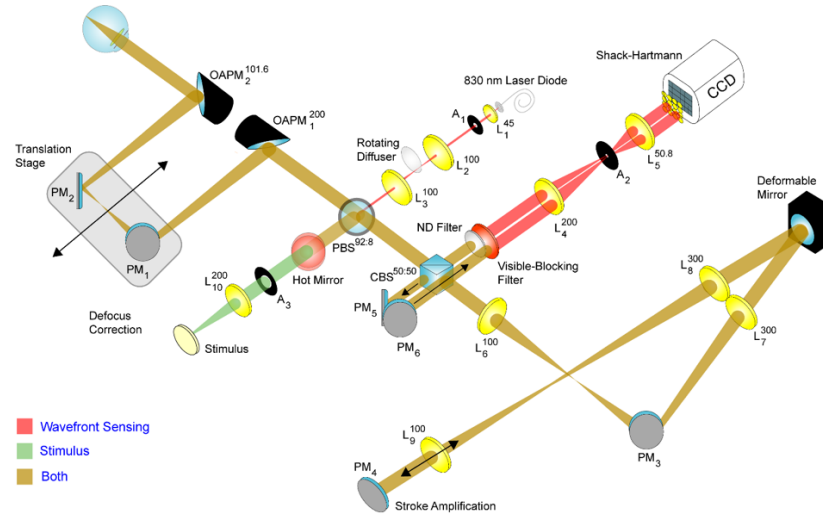 OAPM₂¹⁰¹·⁶
OAPM₁²⁰⁰
830 nm Laser Diode
Shack-Hartmann
CCD
A₁
L₁⁴⁵
Rotating
Diffuser
L₂¹⁰⁰
L₃¹⁰⁰
L₅⁵⁰·⁸
A₂
Translation
Stage
PM₂
PM₁
Deformable
Mirror
ND Filter
L₄²⁰⁰
PBS⁹²:⁸
Visible-Blocking
Filter
CBS⁵⁰:⁵⁰
Hot Mirror
L₁₀²⁰⁰
A₃
Defocus
Correction
Stimulus
PM₅
PM₆
L₆¹⁰⁰
L₈³⁰⁰
L₇³⁰⁰
Wavefront Sensing
Stimulus
Both
L₉¹⁰⁰
PM₄
PM₃
Stroke Amplification